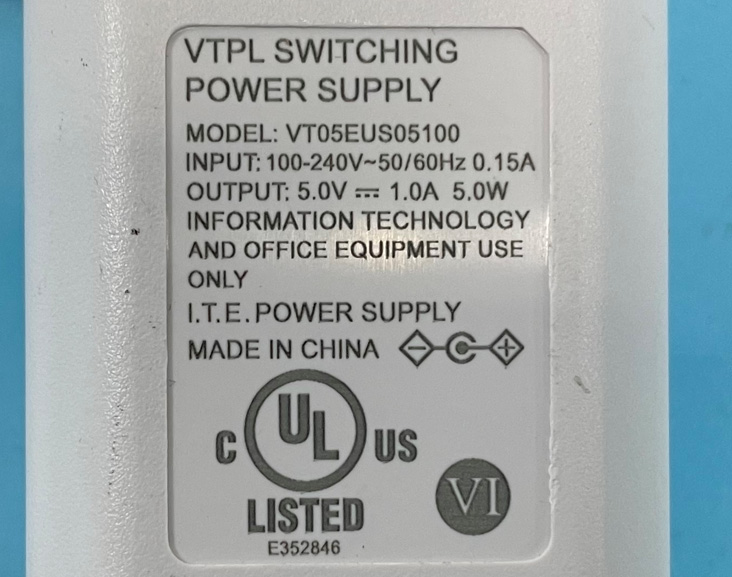 VTPL SWITCHING
POWER SUPPLY
MODEL: VT05EUS05100
INPUT: 100-240V~50/60Hz 0.15A
OUTPUT: 5.0V ⎓ 1.0A 5.0W
INFORMATION TECHNOLOGY
AND OFFICE EQUIPMENT USE
ONLY
I.T.E. POWER SUPPLY
MADE IN CHINA
C UL US
LISTED
E352846
VI